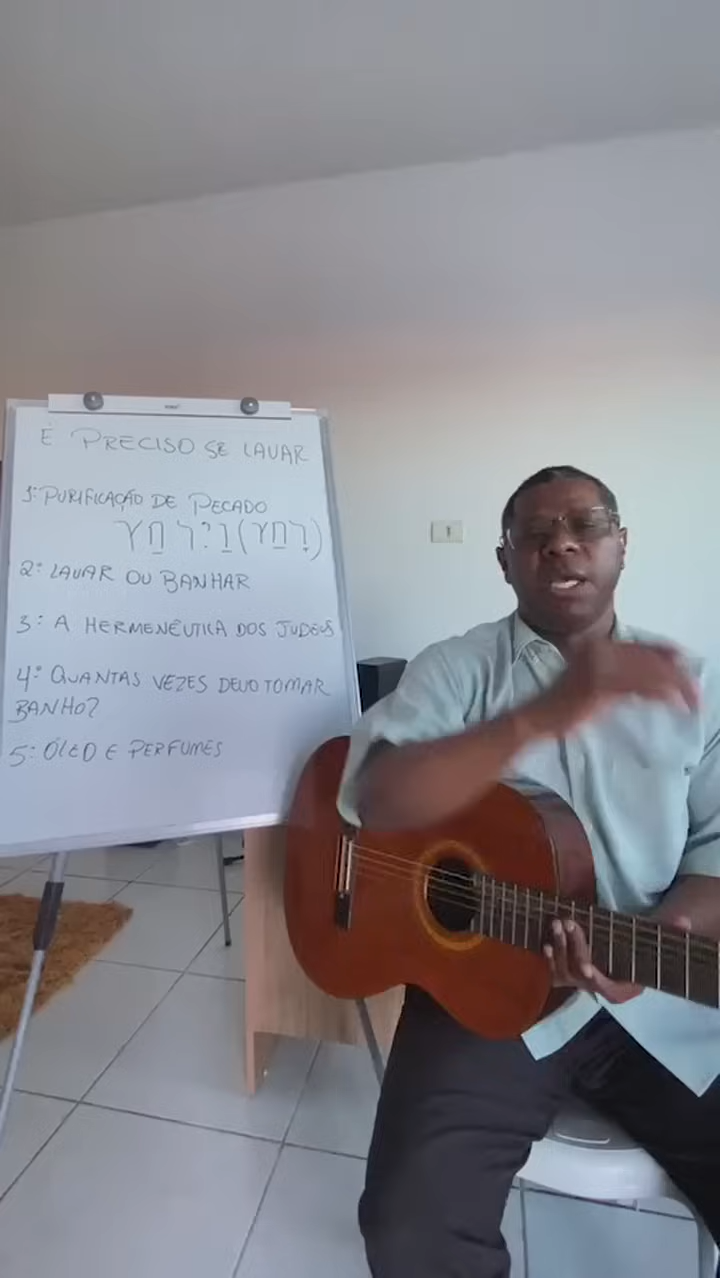 É PRECISO SE LAVAR
1º PURIFICAÇÃO DE PECADO
2º LAVAR OU BANHAR
3º A HERMENÊUTICA DOS JUDEUS
4º QUANTAS VEZES DEVO TOMAR
BANHO?
5º ÓLEO E PERFUMES